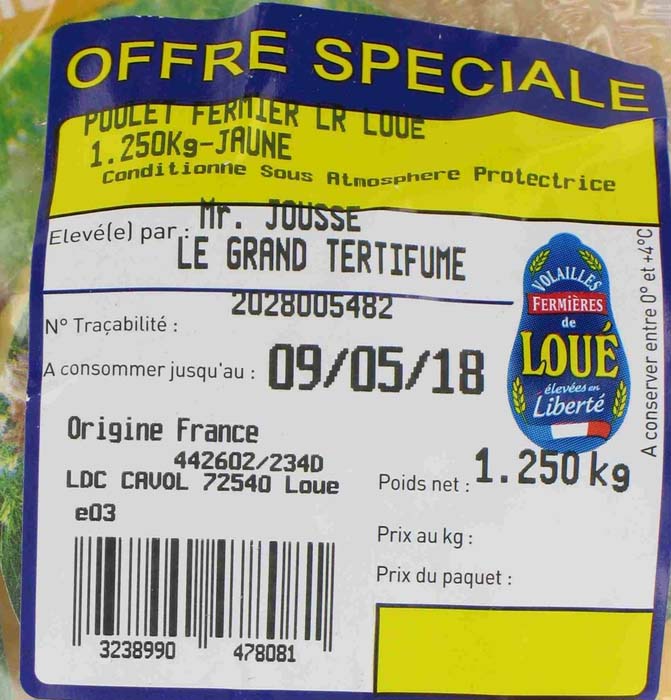 OFFRE SPECIALE
POULET FERMIER LR LOUE
1.250Kg-JAUNE
Conditionne Sous Atmosphere Protectrice
Elevé(e) par : Mr. JOUSSE
LE GRAND TERTIFUME
2028005482
N° Traçabilité :
A consommer jusqu'au : 09/05/18
VOLAILLES
FERMIÈRES
de
LOUÉ
élevées en
Liberté
A conserver entre 0° et +4°C
Origine France
442602/234D
LDC CAVOL 72540 Loue
e03
Poids net : 1.250 kg
Prix au kg :
Prix du paquet :
3238990 478081